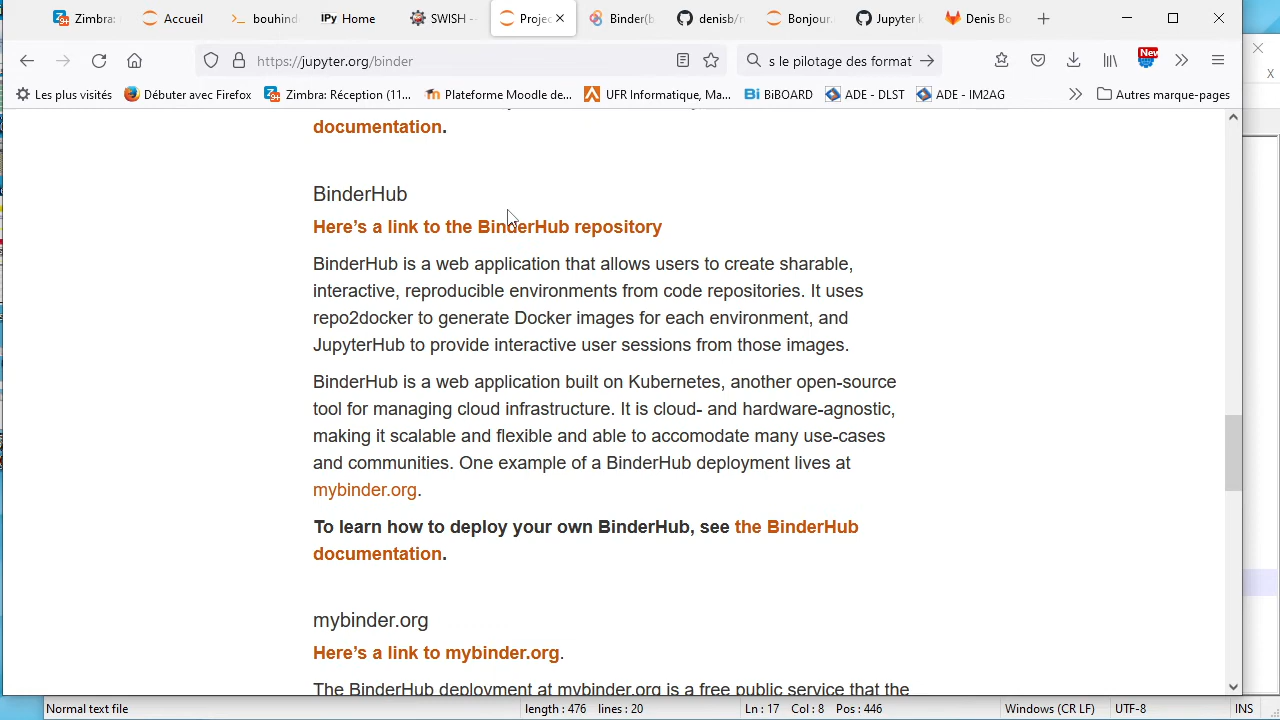 Zimbra:
Accueil
bouhind
IPy Home
SWISH --
Projec
Binder(b
denisb/n
Bonjour.
Jupyter k
Denis Bo
https://jupyter.org/binder
s le pilotage des format
New
Les plus visités
Débuter avec Firefox
Zimbra: Réception (11...
Plateforme Moodle de...
UFR Informatique, Ma...
BiBOARD
ADE - DLST
ADE - IM2AG
Autres marque-pages
documentation.
BinderHub
Here's a link to the BinderHub repository
BinderHub is a web application that allows users to create sharable,
interactive, reproducible environments from code repositories. It uses
repo2docker to generate Docker images for each environment, and
JupyterHub to provide interactive user sessions from those images.
BinderHub is a web application built on Kubernetes, another open-source
tool for managing cloud infrastructure. It is cloud- and hardware-agnostic,
making it scalable and flexible and able to accomodate many use-cases
and communities. One example of a BinderHub deployment lives at
mybinder.org.
To learn how to deploy your own BinderHub, see the BinderHub
documentation.
mybinder.org
Here's a link to mybinder.org.
The BinderHub deployment at mybinder.org is a free public service that the
Normal text file
length : 476 lines : 20
Ln : 17 Col : 8 Pos : 446
Windows (CR LF)
UTF-8
INS